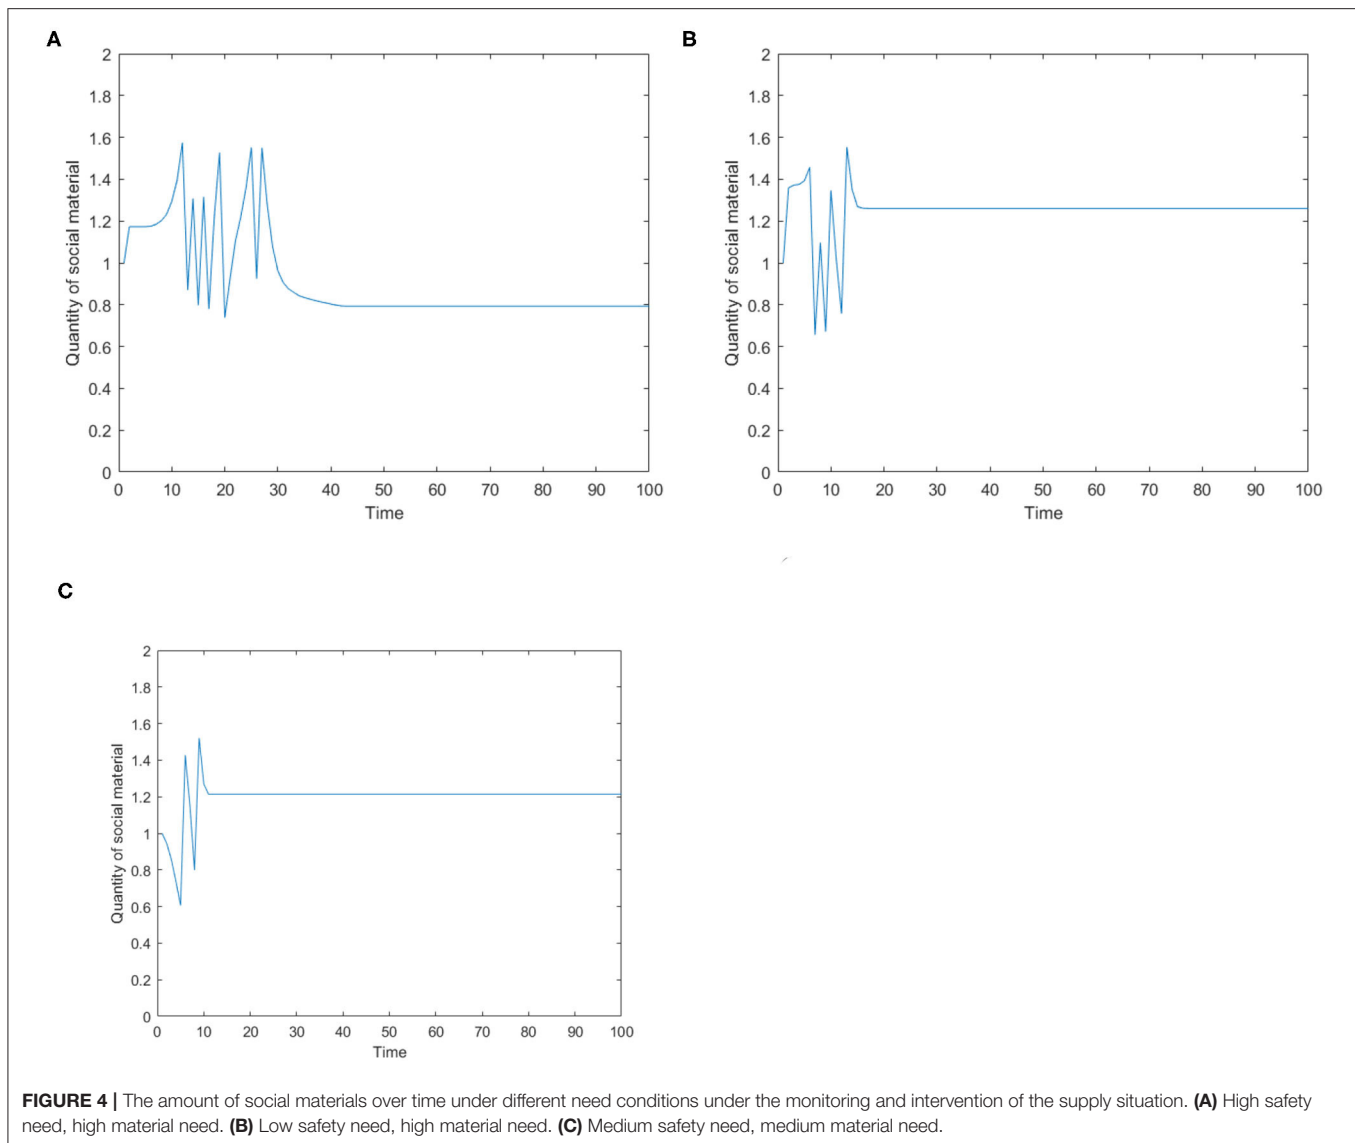 A
2
1.8
1.6
1.4
1.2
1
0.8
0.6
0.4
0.2
0
Quantity of social material
0 10 20 30 40 50 60 70 80 90 100
Time
B
2
1.8
1.6
1.4
1.2
1
0.8
0.6
0.4
0.2
0
Quantity of social material
0 10 20 30 40 50 60 70 80 90 100
Time
C
2
1.8
1.6
1.4
1.2
1
0.8
0.6
0.4
0.2
0
Quantity of social material
0 10 20 30 40 50 60 70 80 90 100
Time
FIGURE 4 | The amount of social materials over time under different need conditions under the monitoring and intervention of the supply situation. (A) High safety
need, high material need. (B) Low safety need, high material need. (C) Medium safety need, medium material need.